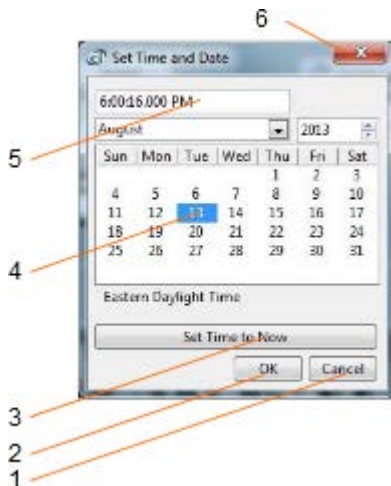 6
Set Time and Date
6:00:16.000 PM
August 2013
5
Sun Mon Tue Wed Thu Fri Sat
1 2 3
4 5 6 7 8 9 10
11 12 13 14 15 16 17
4
18 19 20 21 22 23 24
25 26 27 28 29 30 31
Eastern Daylight Time
Set Time to Now
OK Cancel
3
2
1